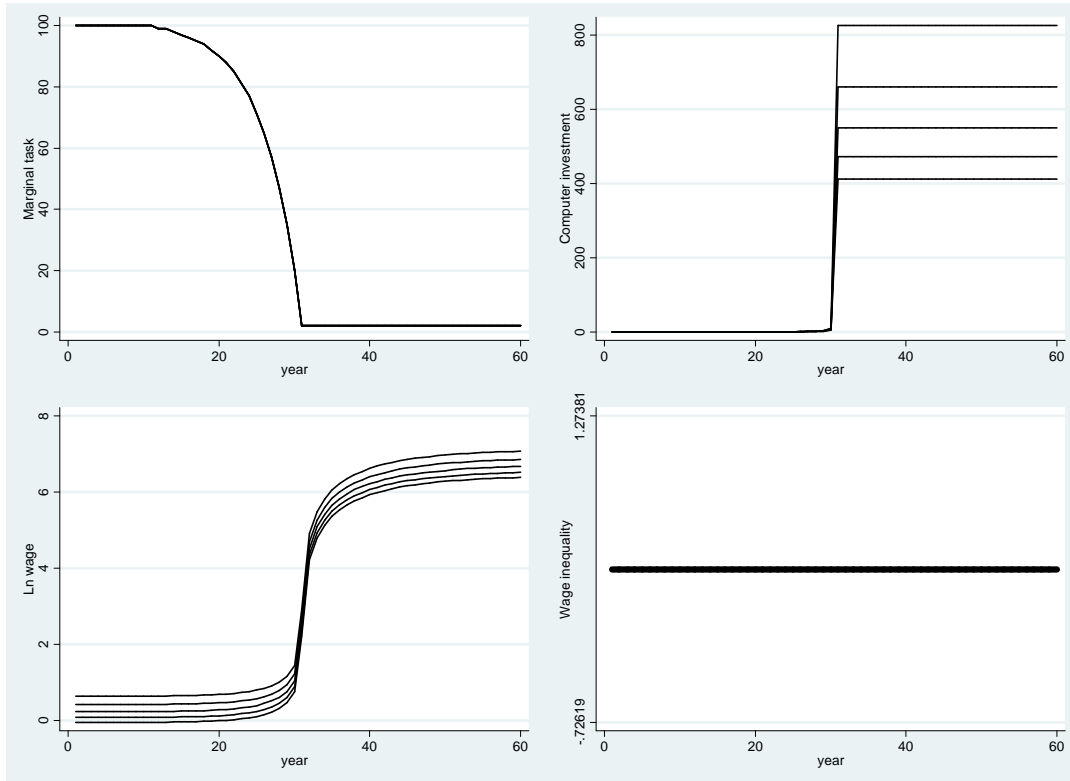 Marginal task
100
80
60
40
20
0
0 20 40 60
year
Computer investment
800
600
400
200
0
0 20 40 60
year
Ln wage
8
6
4
2
0
0 20 40 60
year
Wage inequality
1.27381
-.72619
0 20 40 60
year